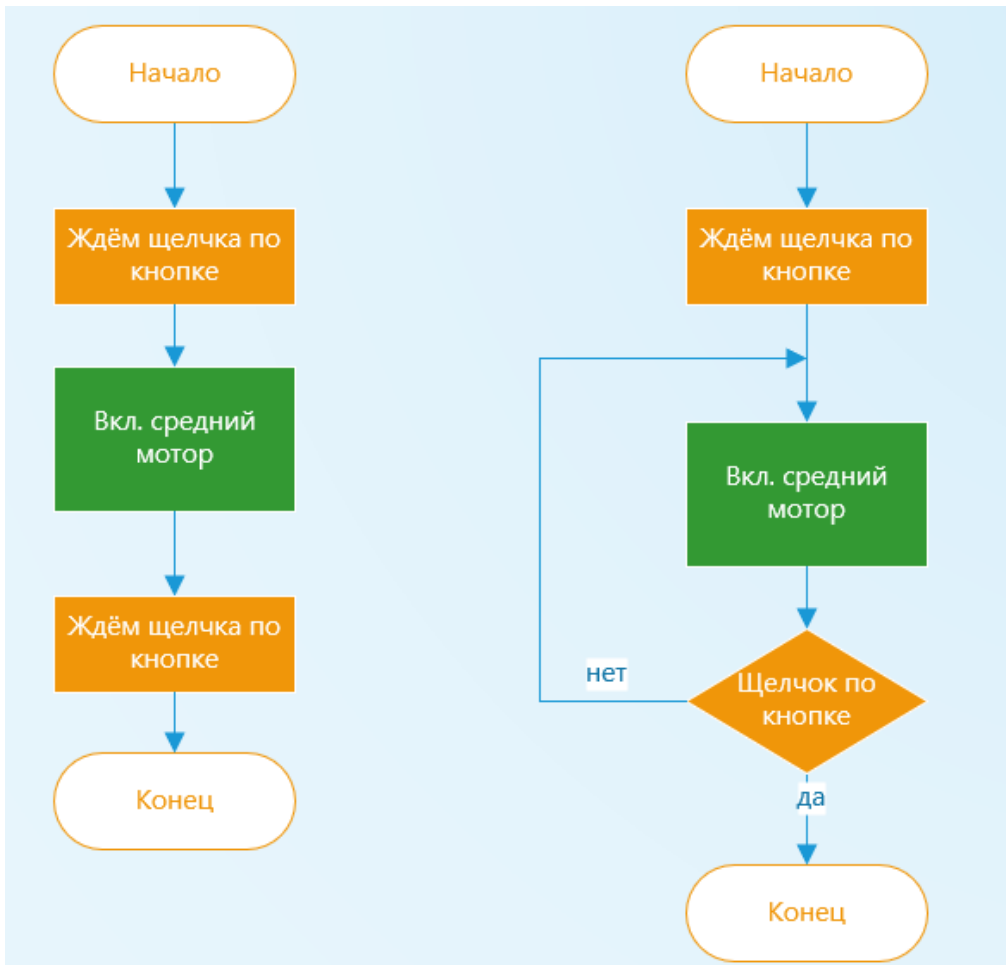 Начало
Ждём щелчка по
кнопке
Вкл. средний
мотор
Ждём щелчка по
кнопке
Конец
Начало
Ждём щелчка по
кнопке
Вкл. средний
мотор
нет
Щелчок по
кнопке
да
Конец